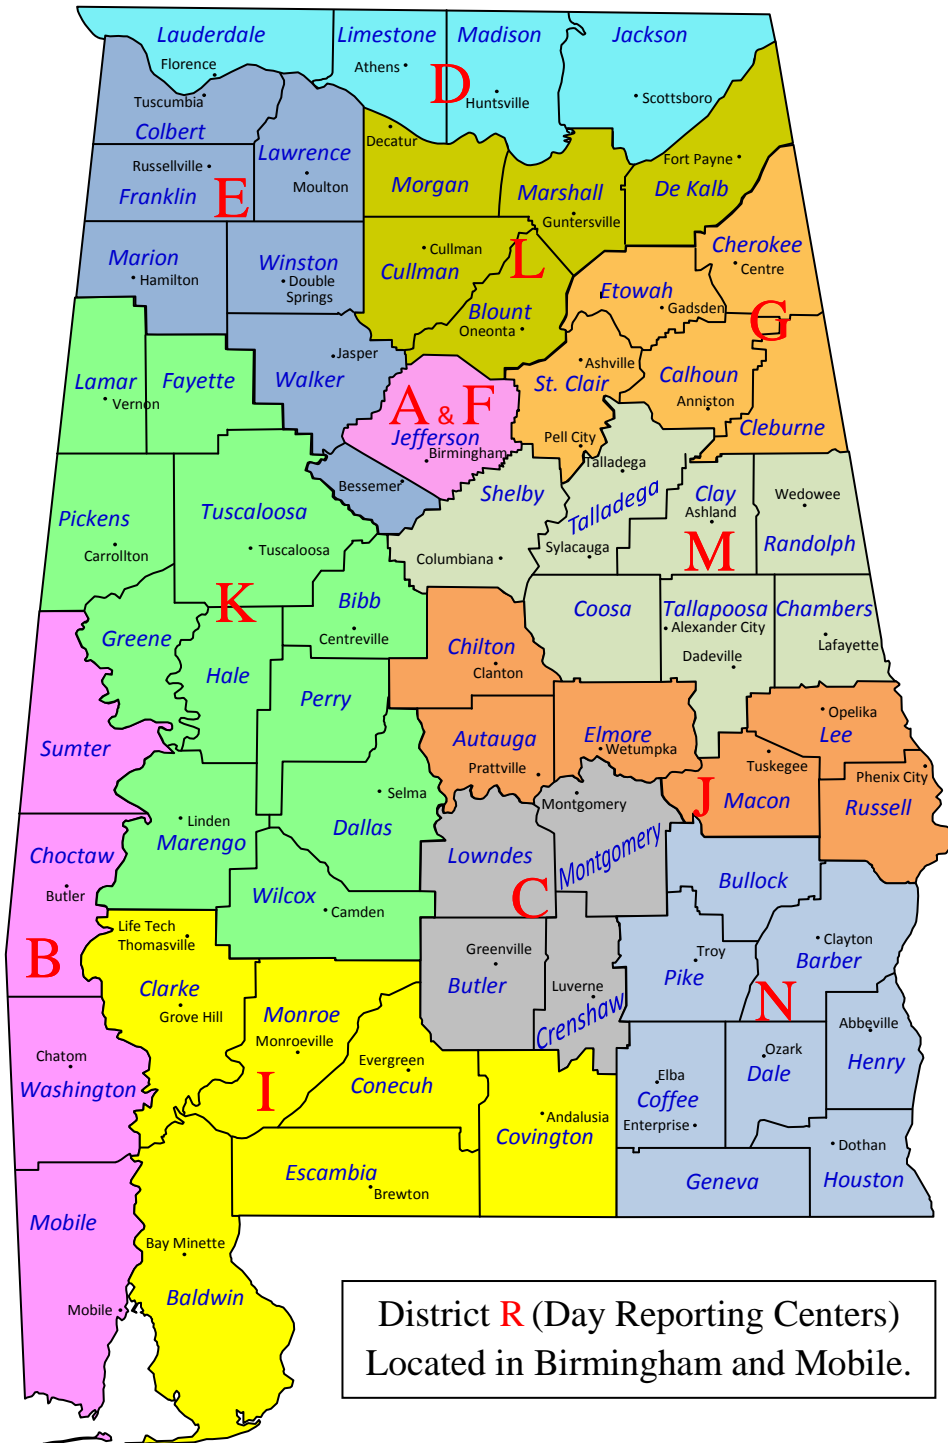 Lauderdale
Limestone
Madison
Jackson
Florence
Athens
D
Huntsville
Scottsboro
Tuscumbia
Colbert
Decatur
Lawrence
Russellville
Moulton
Fort Payne
Franklin
E
Morgan
Marshall
De Kalb
Guntersville
Marion
Hamilton
Winston
Double
Springs
Cullman
Cullman
L
Cherokee
Centre
Etowah
Gadsden
G
Blount
Oneonta
Lamar
Vernon
Fayette
Jasper
Walker
A & F
Jefferson
Birmingham
Ashville
St. Clair
Calhoun
Anniston
Pell City
Cleburne
Talladega
Bessemer
Shelby
Talladega
Clay
Ashland
Wedowee
Pickens
Carrollton
Tuscaloosa
Tuscaloosa
Columbiana
Sylacauga
M
Randolph
K
Bibb
Centreville
Coosa
Tallapoosa
Alexander City
Chambers
Lafayette
Greene
Hale
Chilton
Clanton
Dadeville
Perry
Sumter
Autauga
Prattville
Elmore
Wetumpka
Opelika
Lee
Tuskegee
Phenix City
Selma
Montgomery
J
Macon
Russell
Linden
Marengo
Dallas
Choctaw
Butler
Lowndes
Montgomery
Bullock
Wilcox
Camden
C
B
Life Tech
Thomasville
Greenville
Butler
Troy
Pike
Clayton
Barber
Clarke
Grove Hill
Monroe
Monroeville
Luverne
Crenshaw
N
Abbeville
Henry
Chatom
Washington
I
Evergreen
Conecuh
Ozark
Dale
Elba
Coffee
Enterprise
Andalusia
Covington
Dothan
Houston
Escambia
Brewton
Geneva
Mobile
Bay Minette
Baldwin
Mobile
District R (Day Reporting Centers)
Located in Birmingham and Mobile.